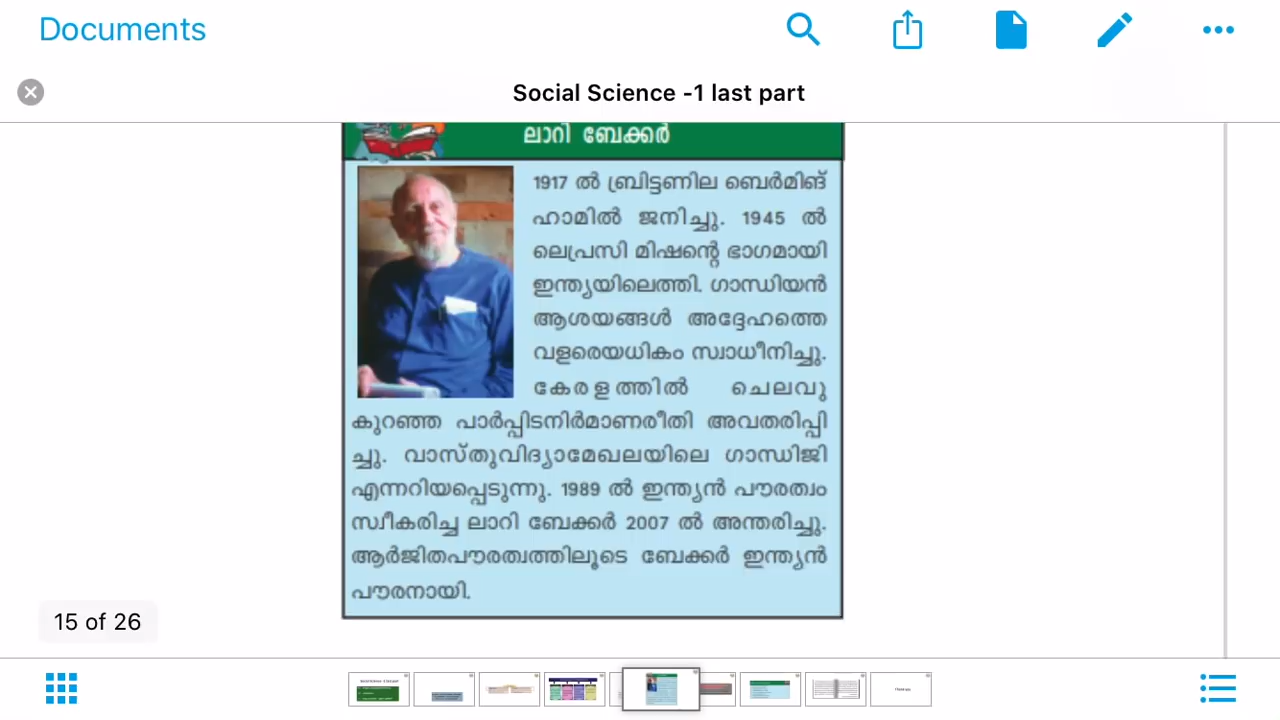 Documents
Social Science -1 last part
ലാറി ബേക്കർ
1917 ൽ ബ്രിട്ടണില ബെർമിങ്
ഹാമിൽ ജനിച്ചു. 1945 ൽ
ലെപ്രസി മിഷന്റെ ഭാഗമായി
ഇന്ത്യയിലെത്തി. ഗാന്ധിയൻ
ആശയങ്ങൾ അദ്ദേഹത്തെ
വളരെയധികം സ്വാധീനിച്ചു.
കേരളത്തിൽ ചെലവു
കുറഞ്ഞ പാർപ്പിടനിർമാണരീതി അവതരിപ്പി
ച്ചു. വാസ്തുവിദ്യാമേഖലയിലെ ഗാന്ധിജി
എന്നറിയപ്പെടുന്നു. 1989 ൽ ഇന്ത്യൻ പൗരത്വം
സ്വീകരിച്ച ലാറി ബേക്കർ 2007 ൽ അന്തരിച്ചു.
ആർജിതപൗരത്വത്തിലൂടെ ബേക്കർ ഇന്ത്യൻ
പൗരനായി.
15 of 26